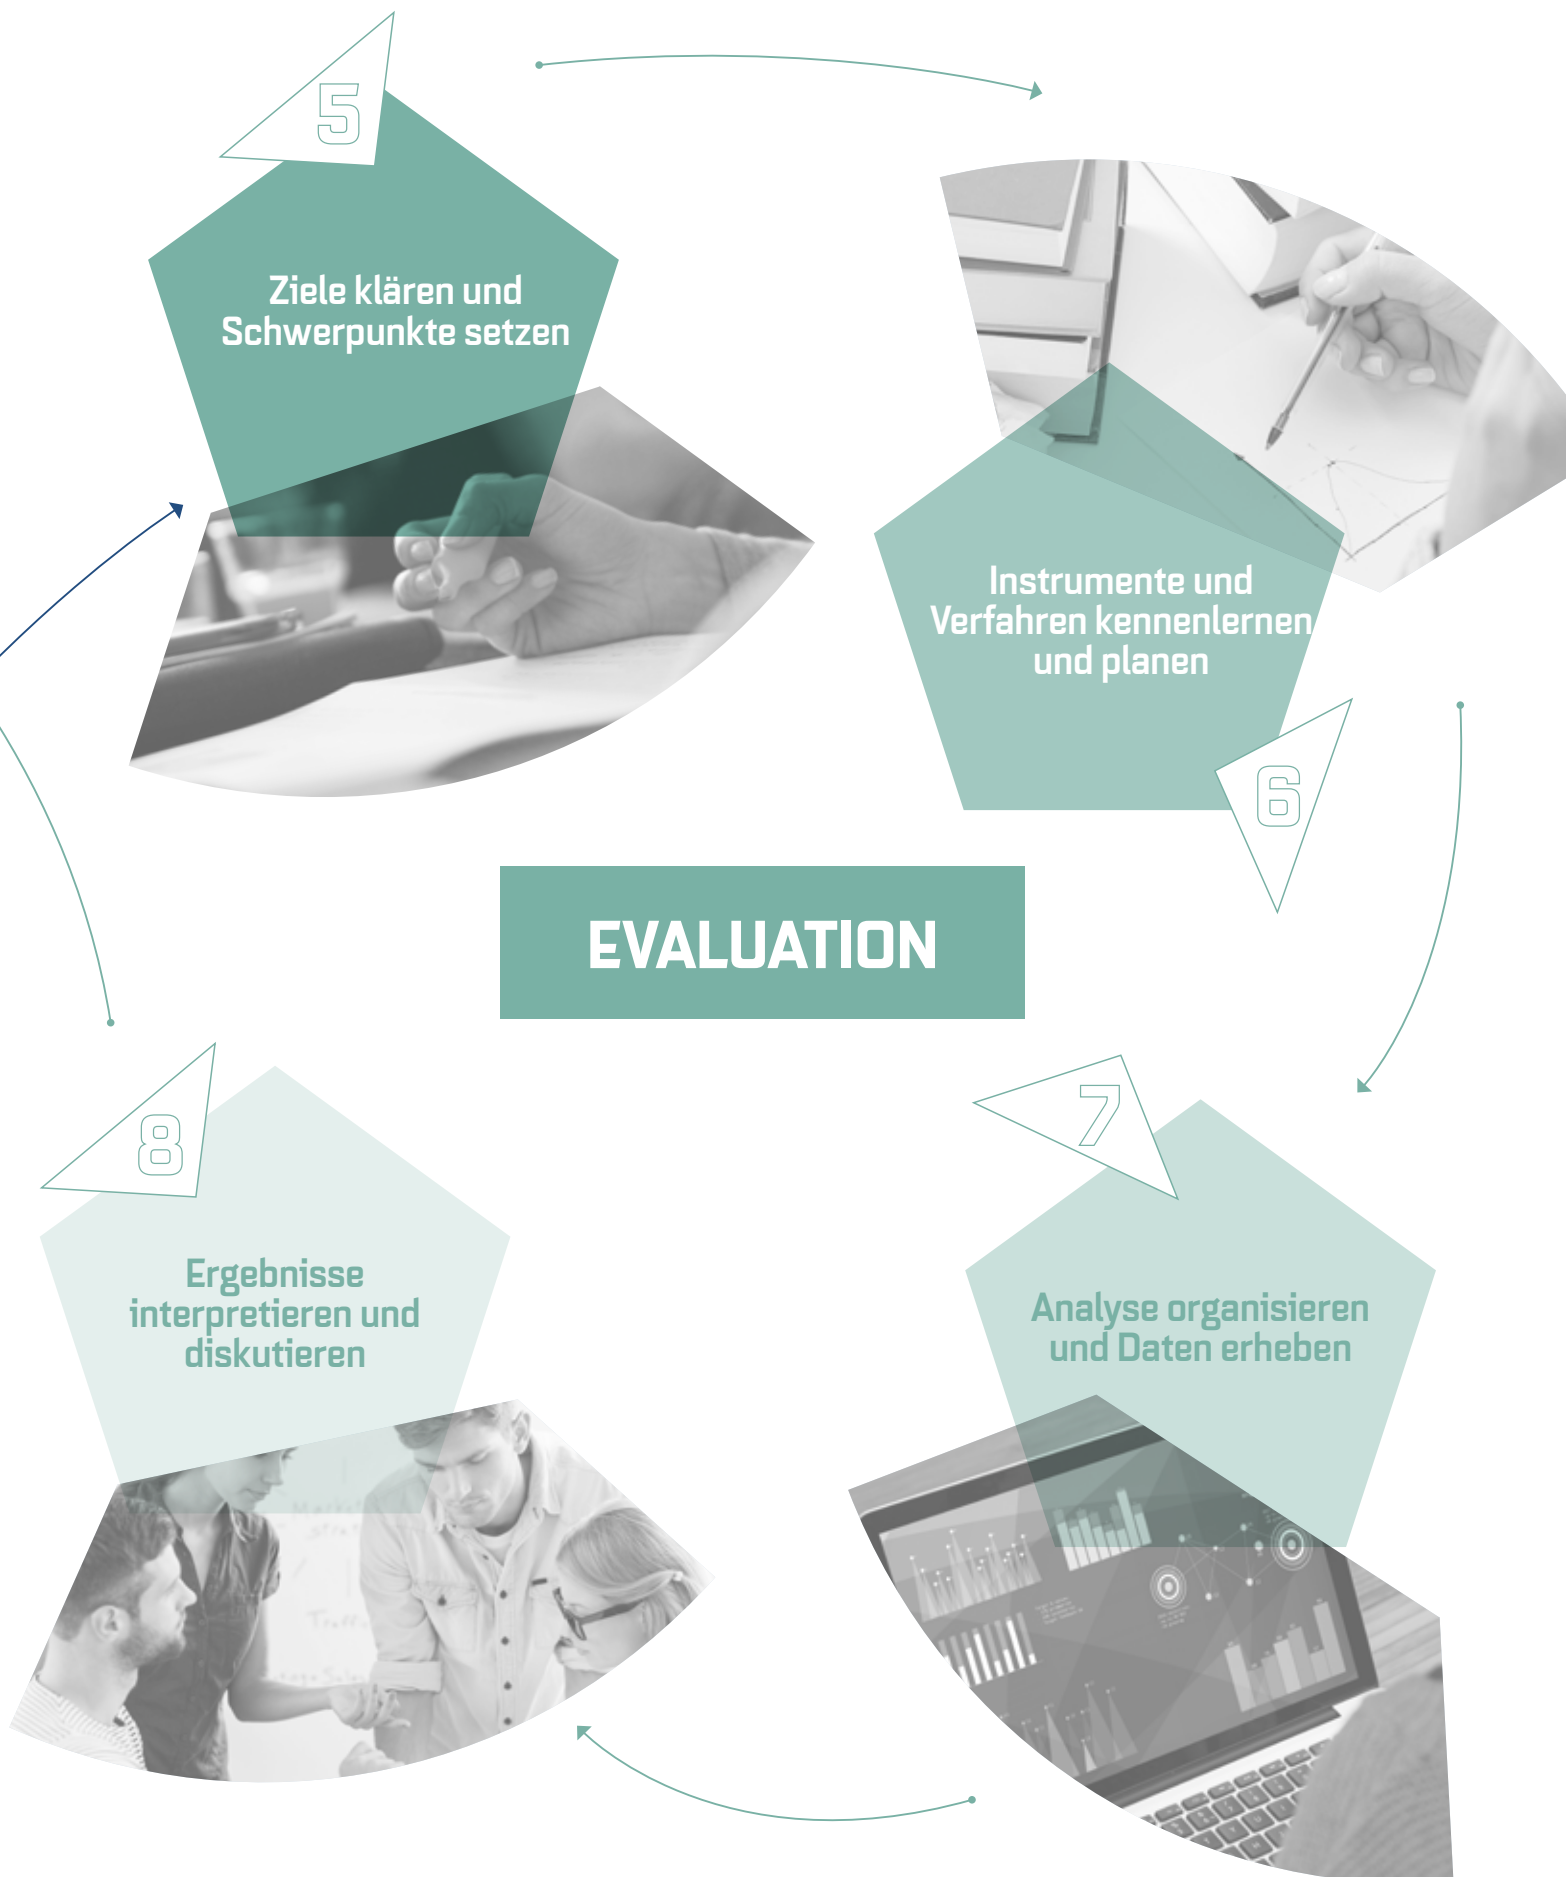 5
Ziele klären und
Schwerpunkte setzen
Instrumente und
Verfahren kennenlernen
und planen
6
EVALUATION
7
Analyse organisieren
und Daten erheben
8
Ergebnisse
interpretieren und
diskutieren